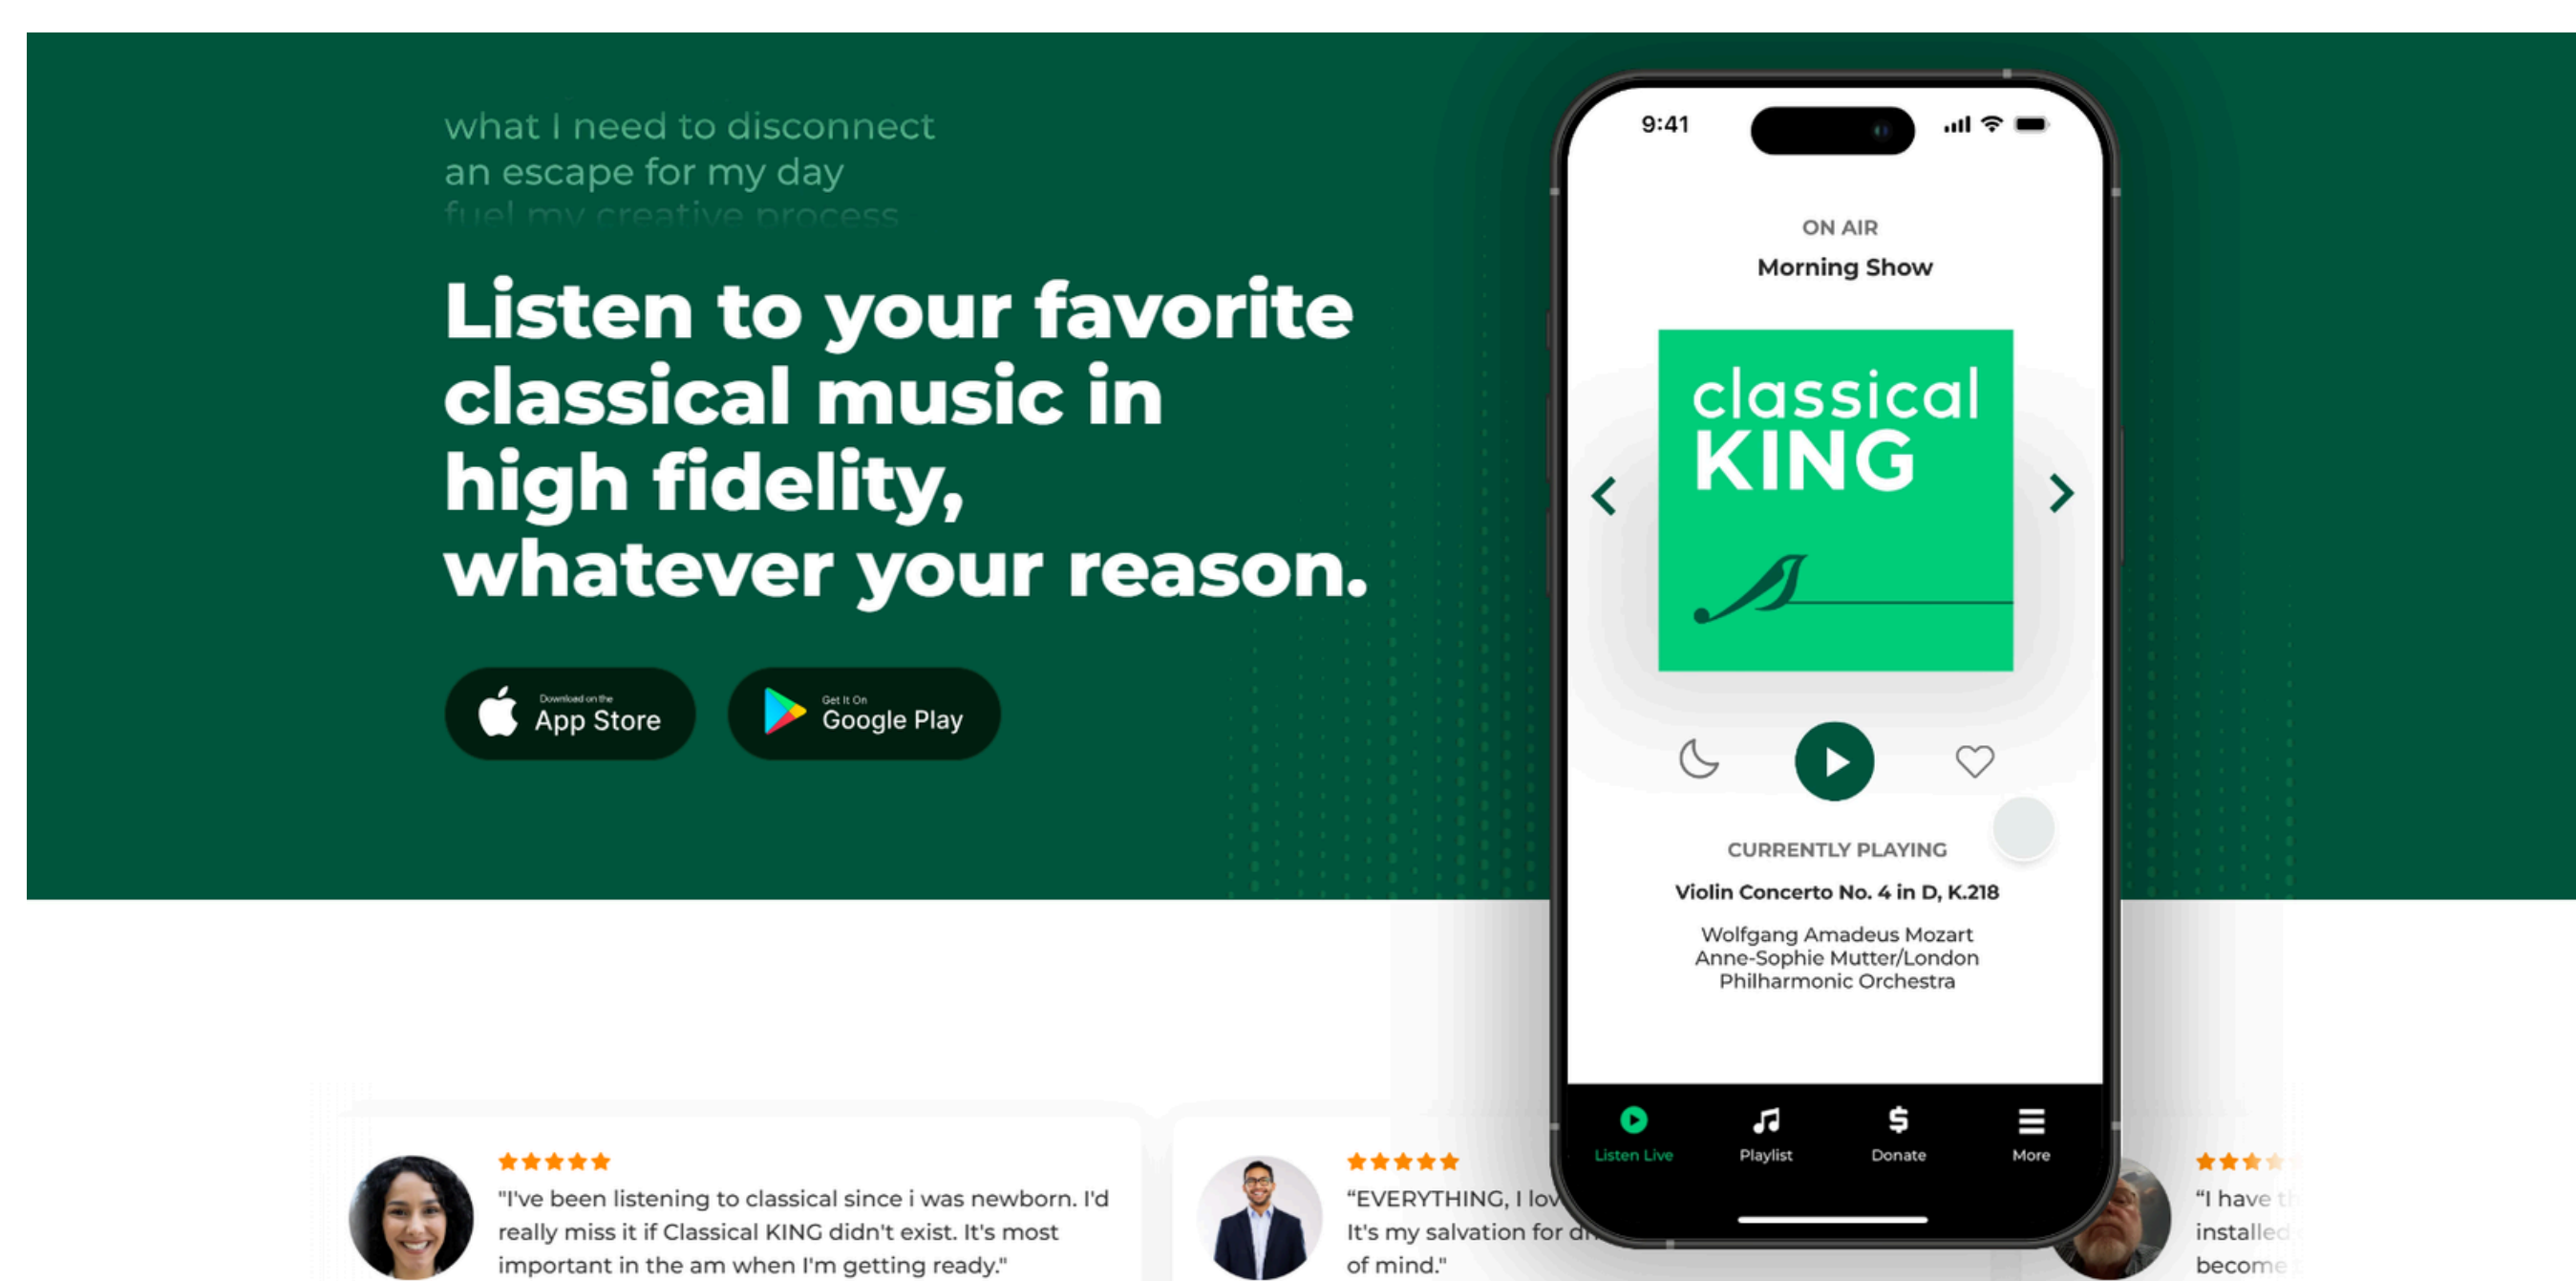 what I need to disconnect
an escape for my day
fuel my creative process
Listen to your favorite
classical music in
high fidelity,
whatever your reason.
Download on the
App Store
Get It On
Google Play
9:41
ON AIR
Morning Show
classical
KING
CURRENTLY PLAYING
Violin Concerto No. 4 in D, K.218
Wolfgang Amadeus Mozart
Anne-Sophie Mutter/London
Philharmonic Orchestra
Listen Live
Playlist
Donate
More
"I've been listening to classical since i was newborn. I'd
really miss it if Classical KING didn't exist. It's most
important in the am when I'm getting ready."
“EVERYTHING, I
It's my salvation for
of mind."
“I have
installed
become